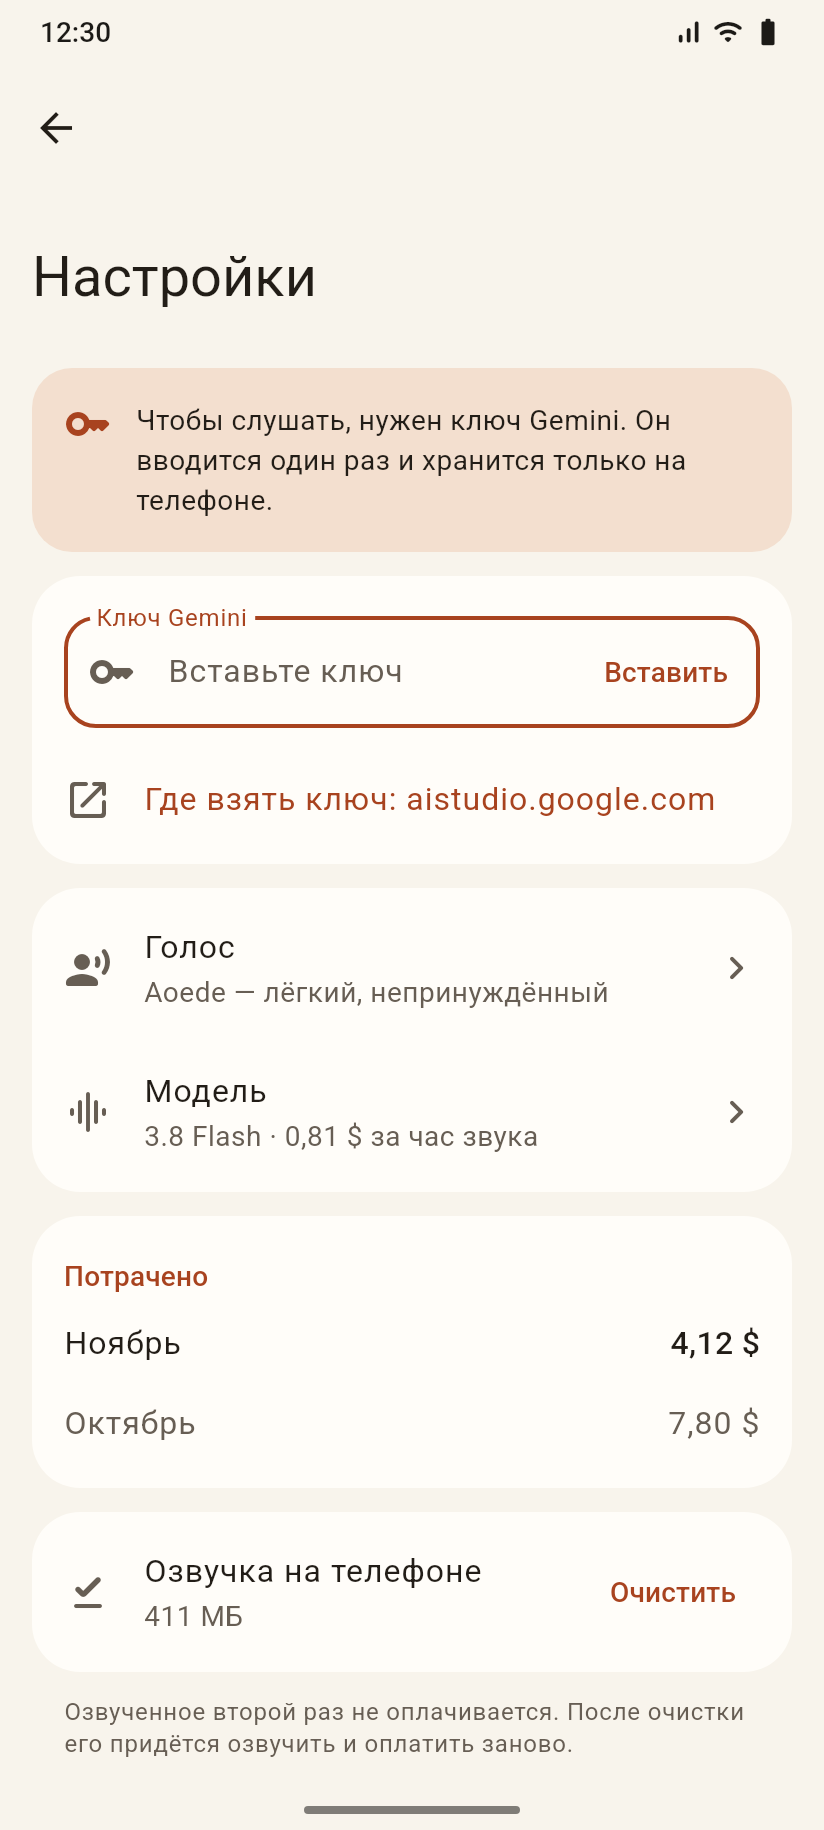 12:30
Настройки
Чтобы слушать, нужен ключ Gemini. Он
вводится один раз и хранится только на
телефоне.
Ключ Gemini
Вставьте ключ
Вставить
Где взять ключ: aistudio.google.com
Голос
Aoede — лёгкий, непринуждённый
Модель
3.8 Flash · 0,81 $ за час звука
Потрачено
Ноябрь 4,12 $
Октябрь 7,80 $
Озвучка на телефоне
411 МБ
Очистить
Озвученное второй раз не оплачивается. После очистки
его придётся озвучить и оплатить заново.